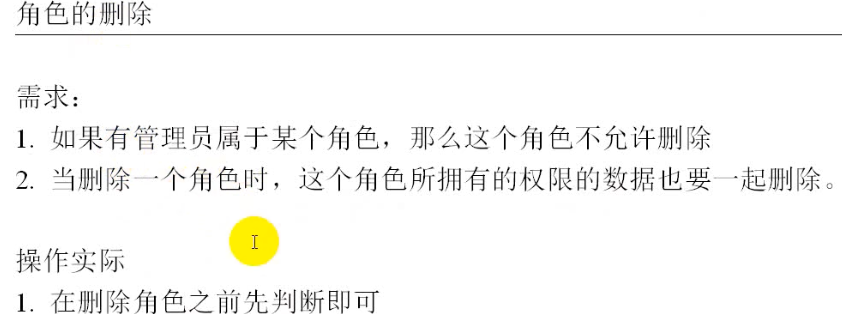 角色的删除
需求：
1. 如果有管理员属于某个角色，那么这个角色不允许删除
2. 当删除一个角色时，这个角色所拥有的权限的数据也要一起删除。
操作实际
1. 在删除角色之前先判断即可